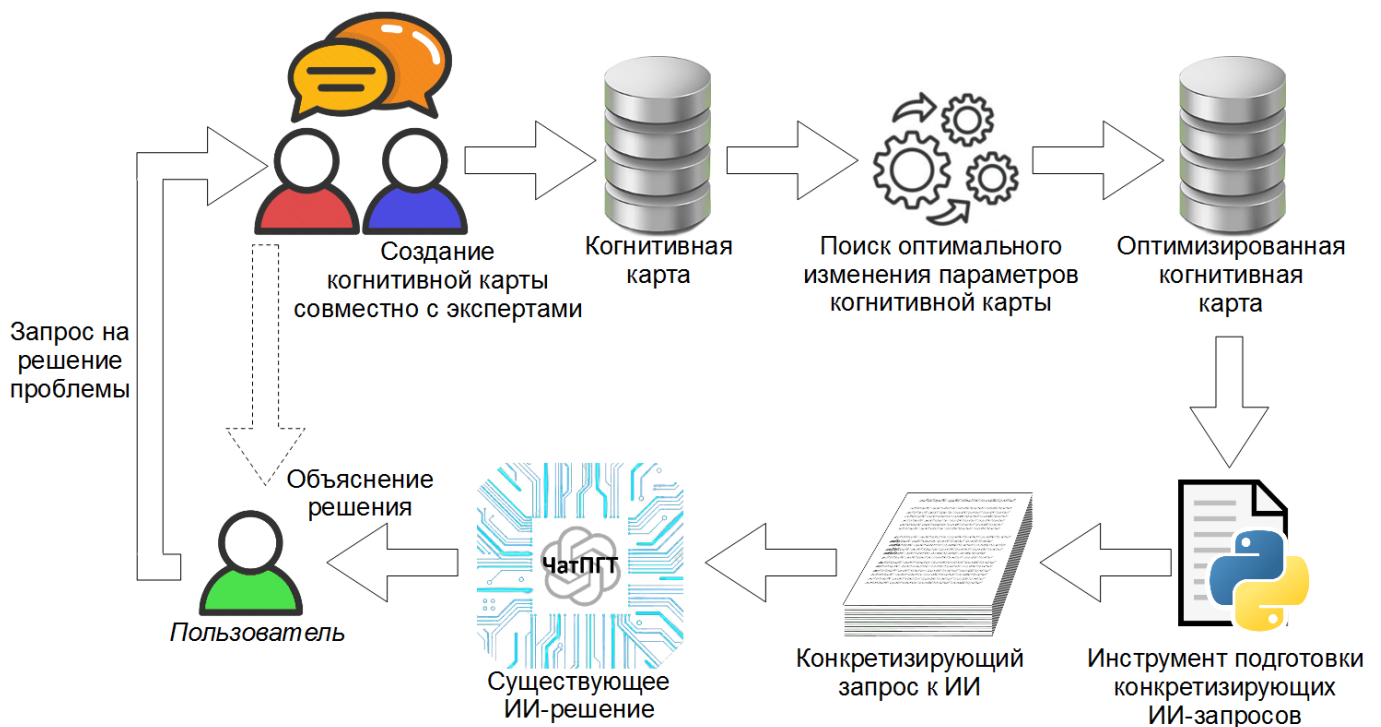 Создание
когнитивной карты
совместно с экспертами
Когнитивная
карта
Поиск оптимального
изменения параметров
когнитивной карты
Оптимизированная
когнитивная
карта
Запрос на
решение
проблемы
Объяснение
решения
Пользователь
ЧатПГТ
Существующее
ИИ-решение
Конкретизирующий
запрос к ИИ
Инструмент подготовки
конкретизирующих
ИИ-запросов